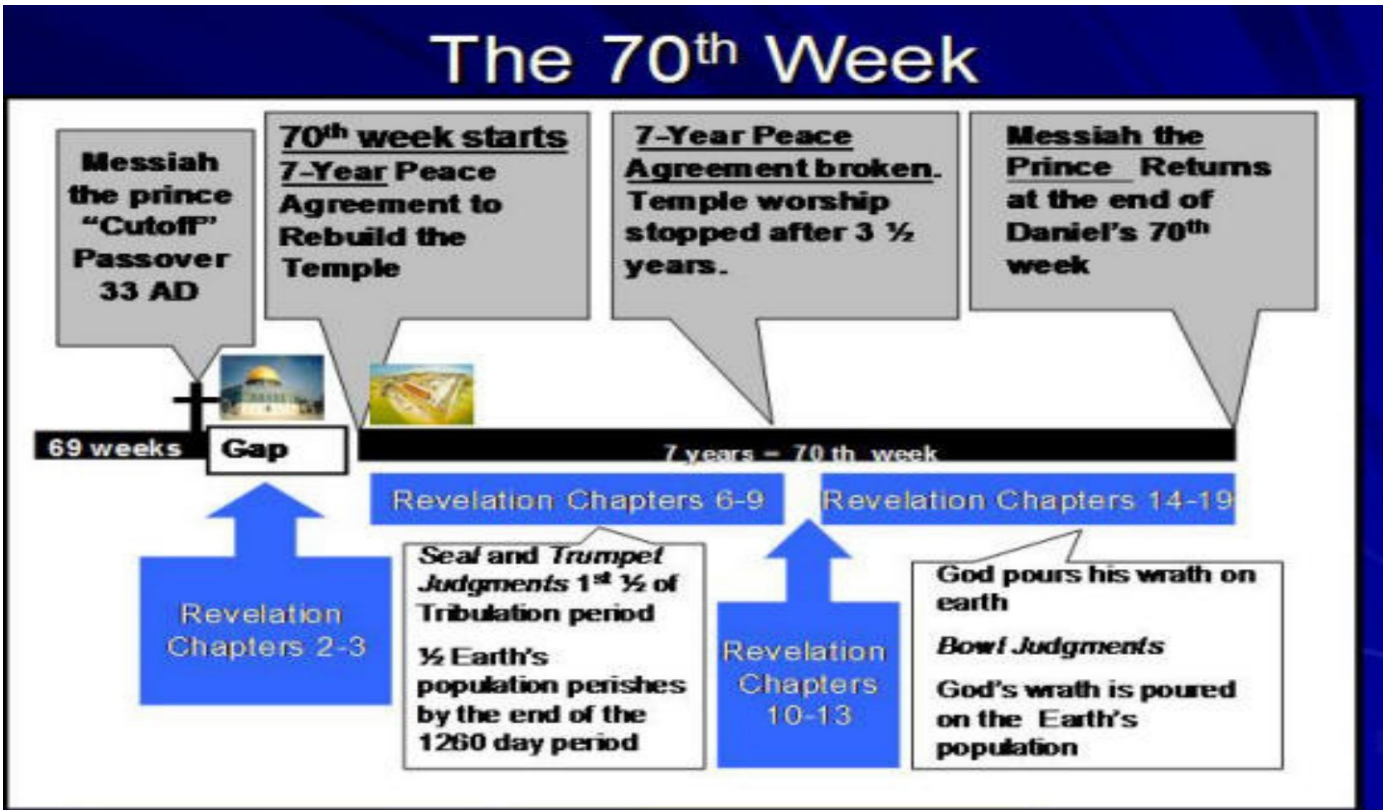 The 70th Week
Messiah
the prince
“Cutoff”
Passover
33 AD
70th week starts
7-Year Peace
Agreement to
Rebuild the
Temple
7-Year Peace
Agreement broken.
Temple worship
stopped after 3 ½
years.
Messiah the
Prince Returns
at the end of
Daniel's 70th
week
69 weeks
Gap
7 years = 70 th week
Revelation Chapters 6-9
Revelation Chapters 14-19
Revelation
Chapters 2-3
Seal and Trumpet
Judgments 1st ½ of
Tribulation period
½ Earth's
population perishes
by the end of the
1260 day period
Revelation
Chapters
10-13
God pours his wrath on
earth
Bowl Judgments
God's wrath is poured
on the Earth's
population